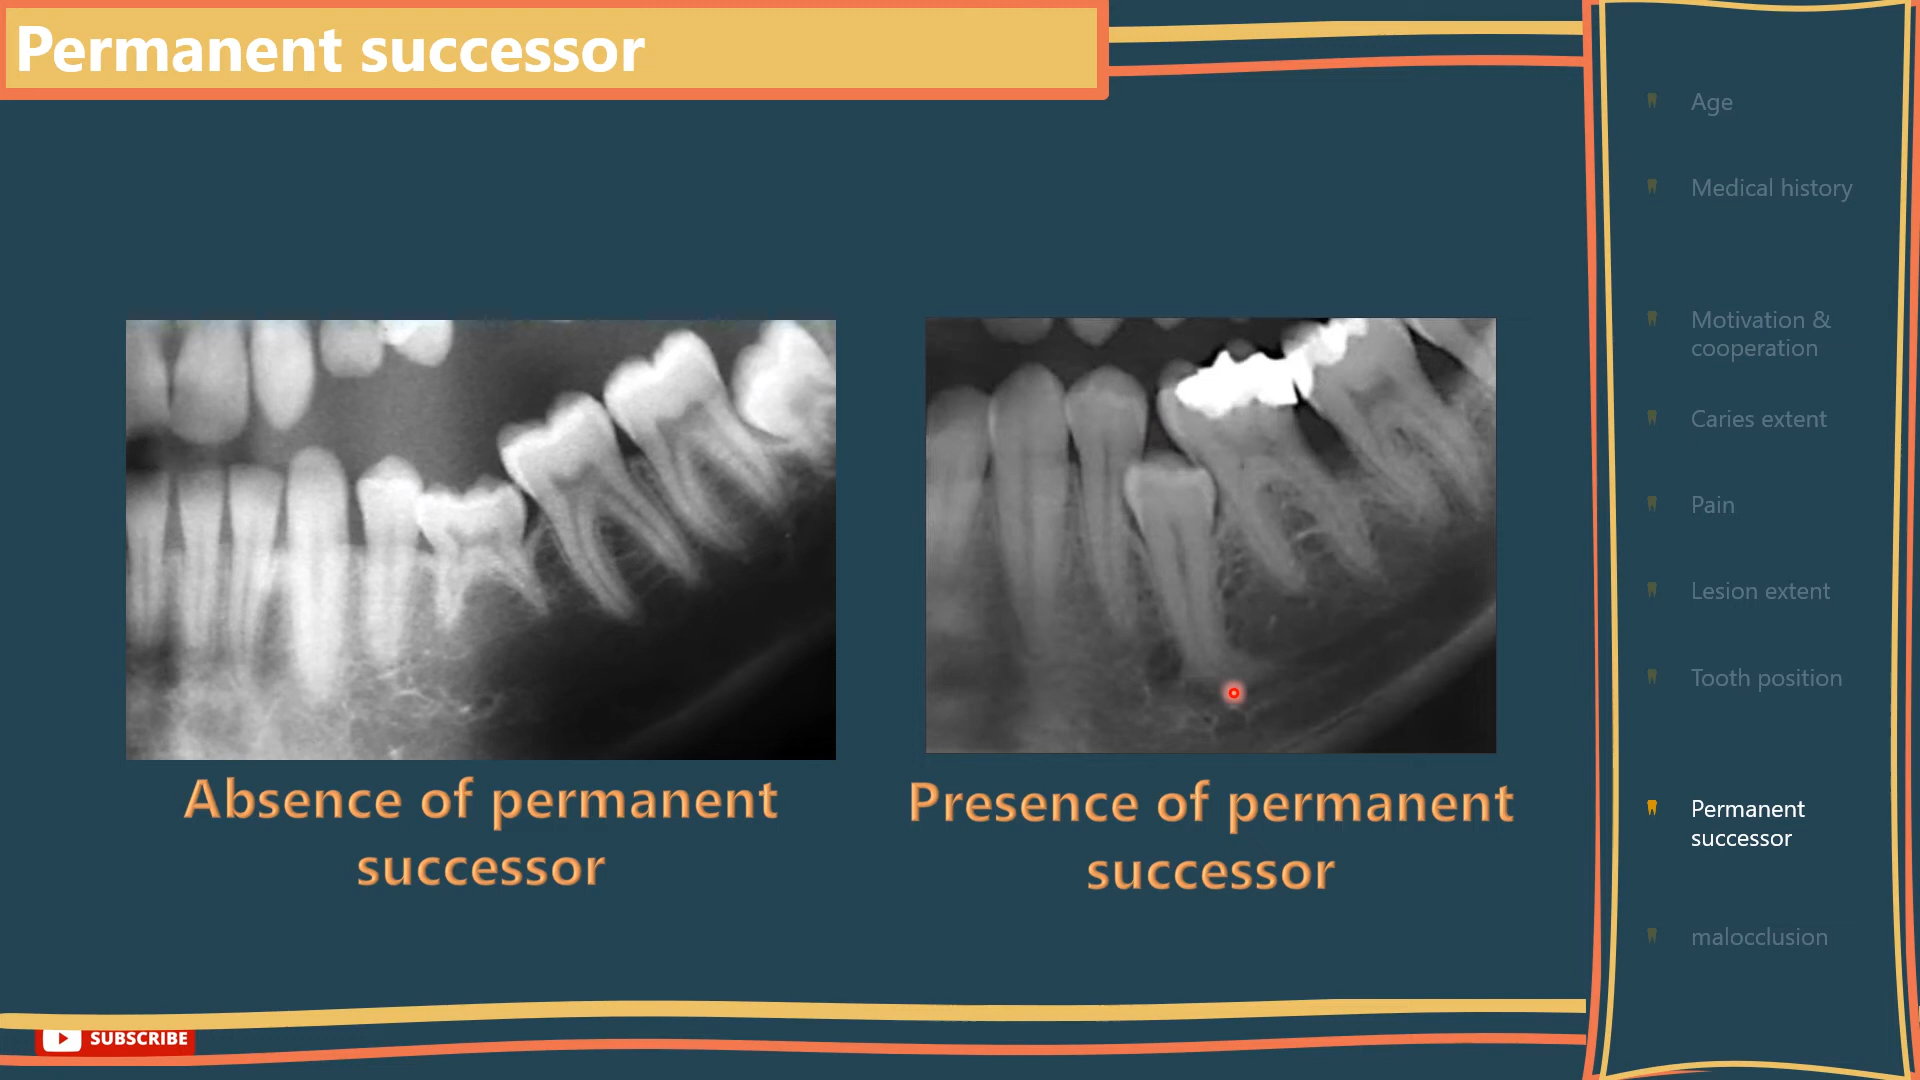 Permanent successor
Absence of permanent
successor
Presence of permanent
successor
Age
Medical history
Motivation &
cooperation
Caries extent
Pain
Lesion extent
Tooth position
Permanent
successor
malocclusion
SUBSCRIBE